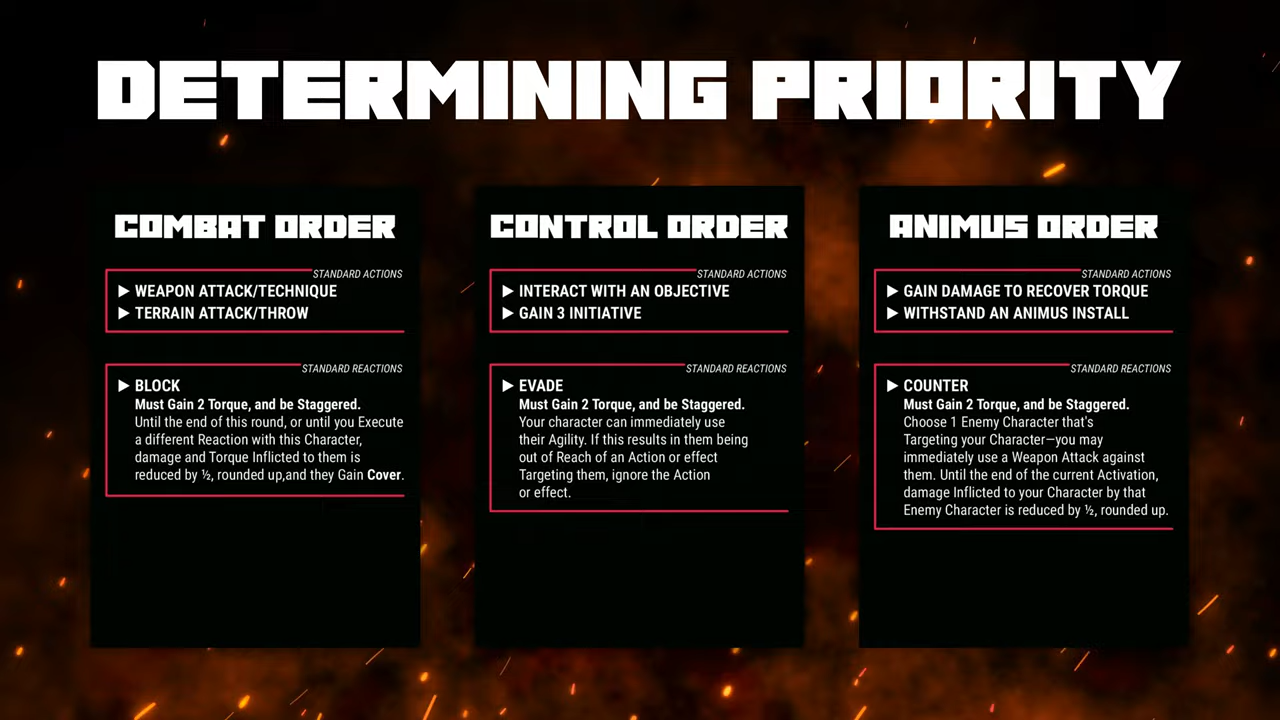 DETERMINING PRIORITY
COMBAT ORDER
STANDARD ACTIONS
▶ WEAPON ATTACK/TECHNIQUE
▶ TERRAIN ATTACK/THROW
STANDARD REACTIONS
▶ BLOCK
Must Gain 2 Torque, and be Staggered.
Until the end of this round, or until you Execute
a different Reaction with this Character,
damage and Torque Inflicted to them is
reduced by ½, rounded up,and they Gain Cover.
CONTROL ORDER
STANDARD ACTIONS
▶ INTERACT WITH AN OBJECTIVE
▶ GAIN 3 INITIATIVE
STANDARD REACTIONS
▶ EVADE
Must Gain 2 Torque, and be Staggered.
Your character can immediately use
their Agility. If this results in them being
out of Reach of an Action or effect
Targeting them, ignore the Action
or effect.
ANIMUS ORDER
STANDARD ACTIONS
▶ GAIN DAMAGE TO RECOVER TORQUE
▶ WITHSTAND AN ANIMUS INSTALL
STANDARD REACTIONS
▶ COUNTER
Must Gain 2 Torque, and be Staggered.
Choose 1 Enemy Character that's
Targeting your Character—you may
immediately use a Weapon Attack against
them. Until the end of the current Activation,
damage Inflicted to your Character by that
Enemy Character is reduced by ½, rounded up.